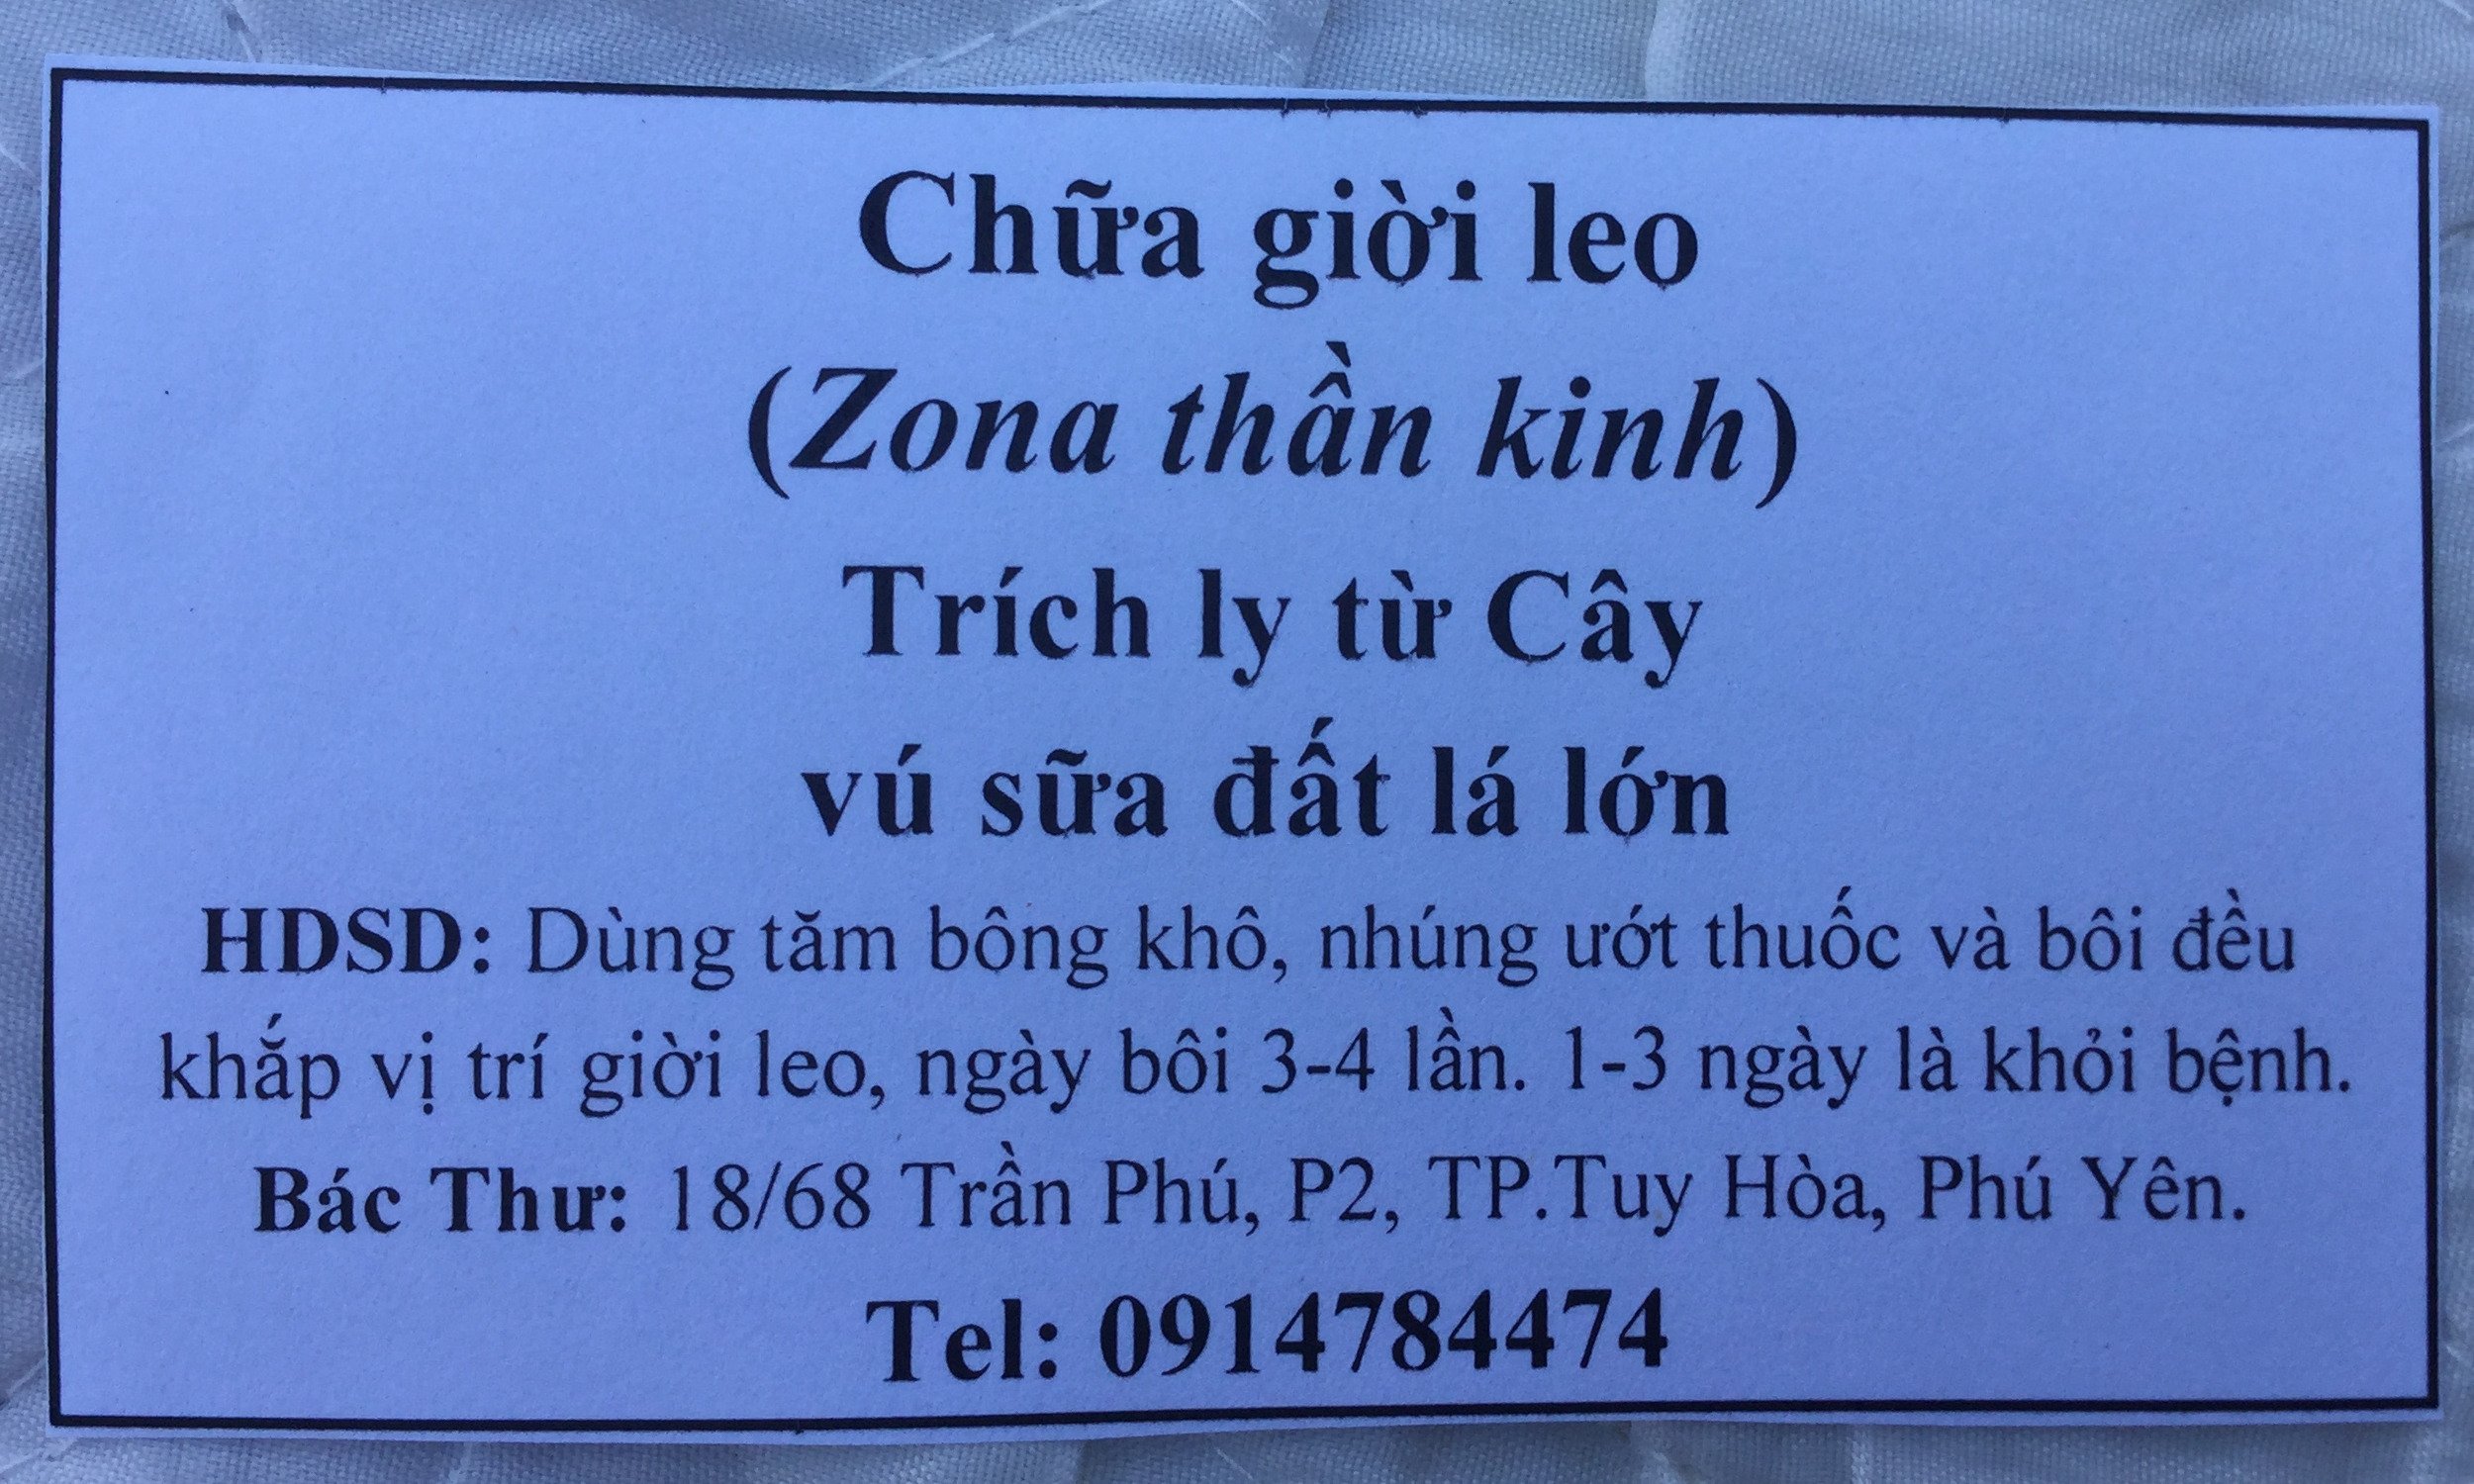 Chữa giời leo
(Zona thần kinh)
Trích ly từ Cây
vú sữa đất lá lớn
HDSD: Dùng tăm bông khô, nhúng ướt thuốc và bôi đều
khắp vị trí giời leo, ngày bôi 3-4 lần. 1-3 ngày là khỏi bệnh.
Bác Thư: 18/68 Trần Phú, P2, TP.Tuy Hòa, Phú Yên.
Tel: 0914784474